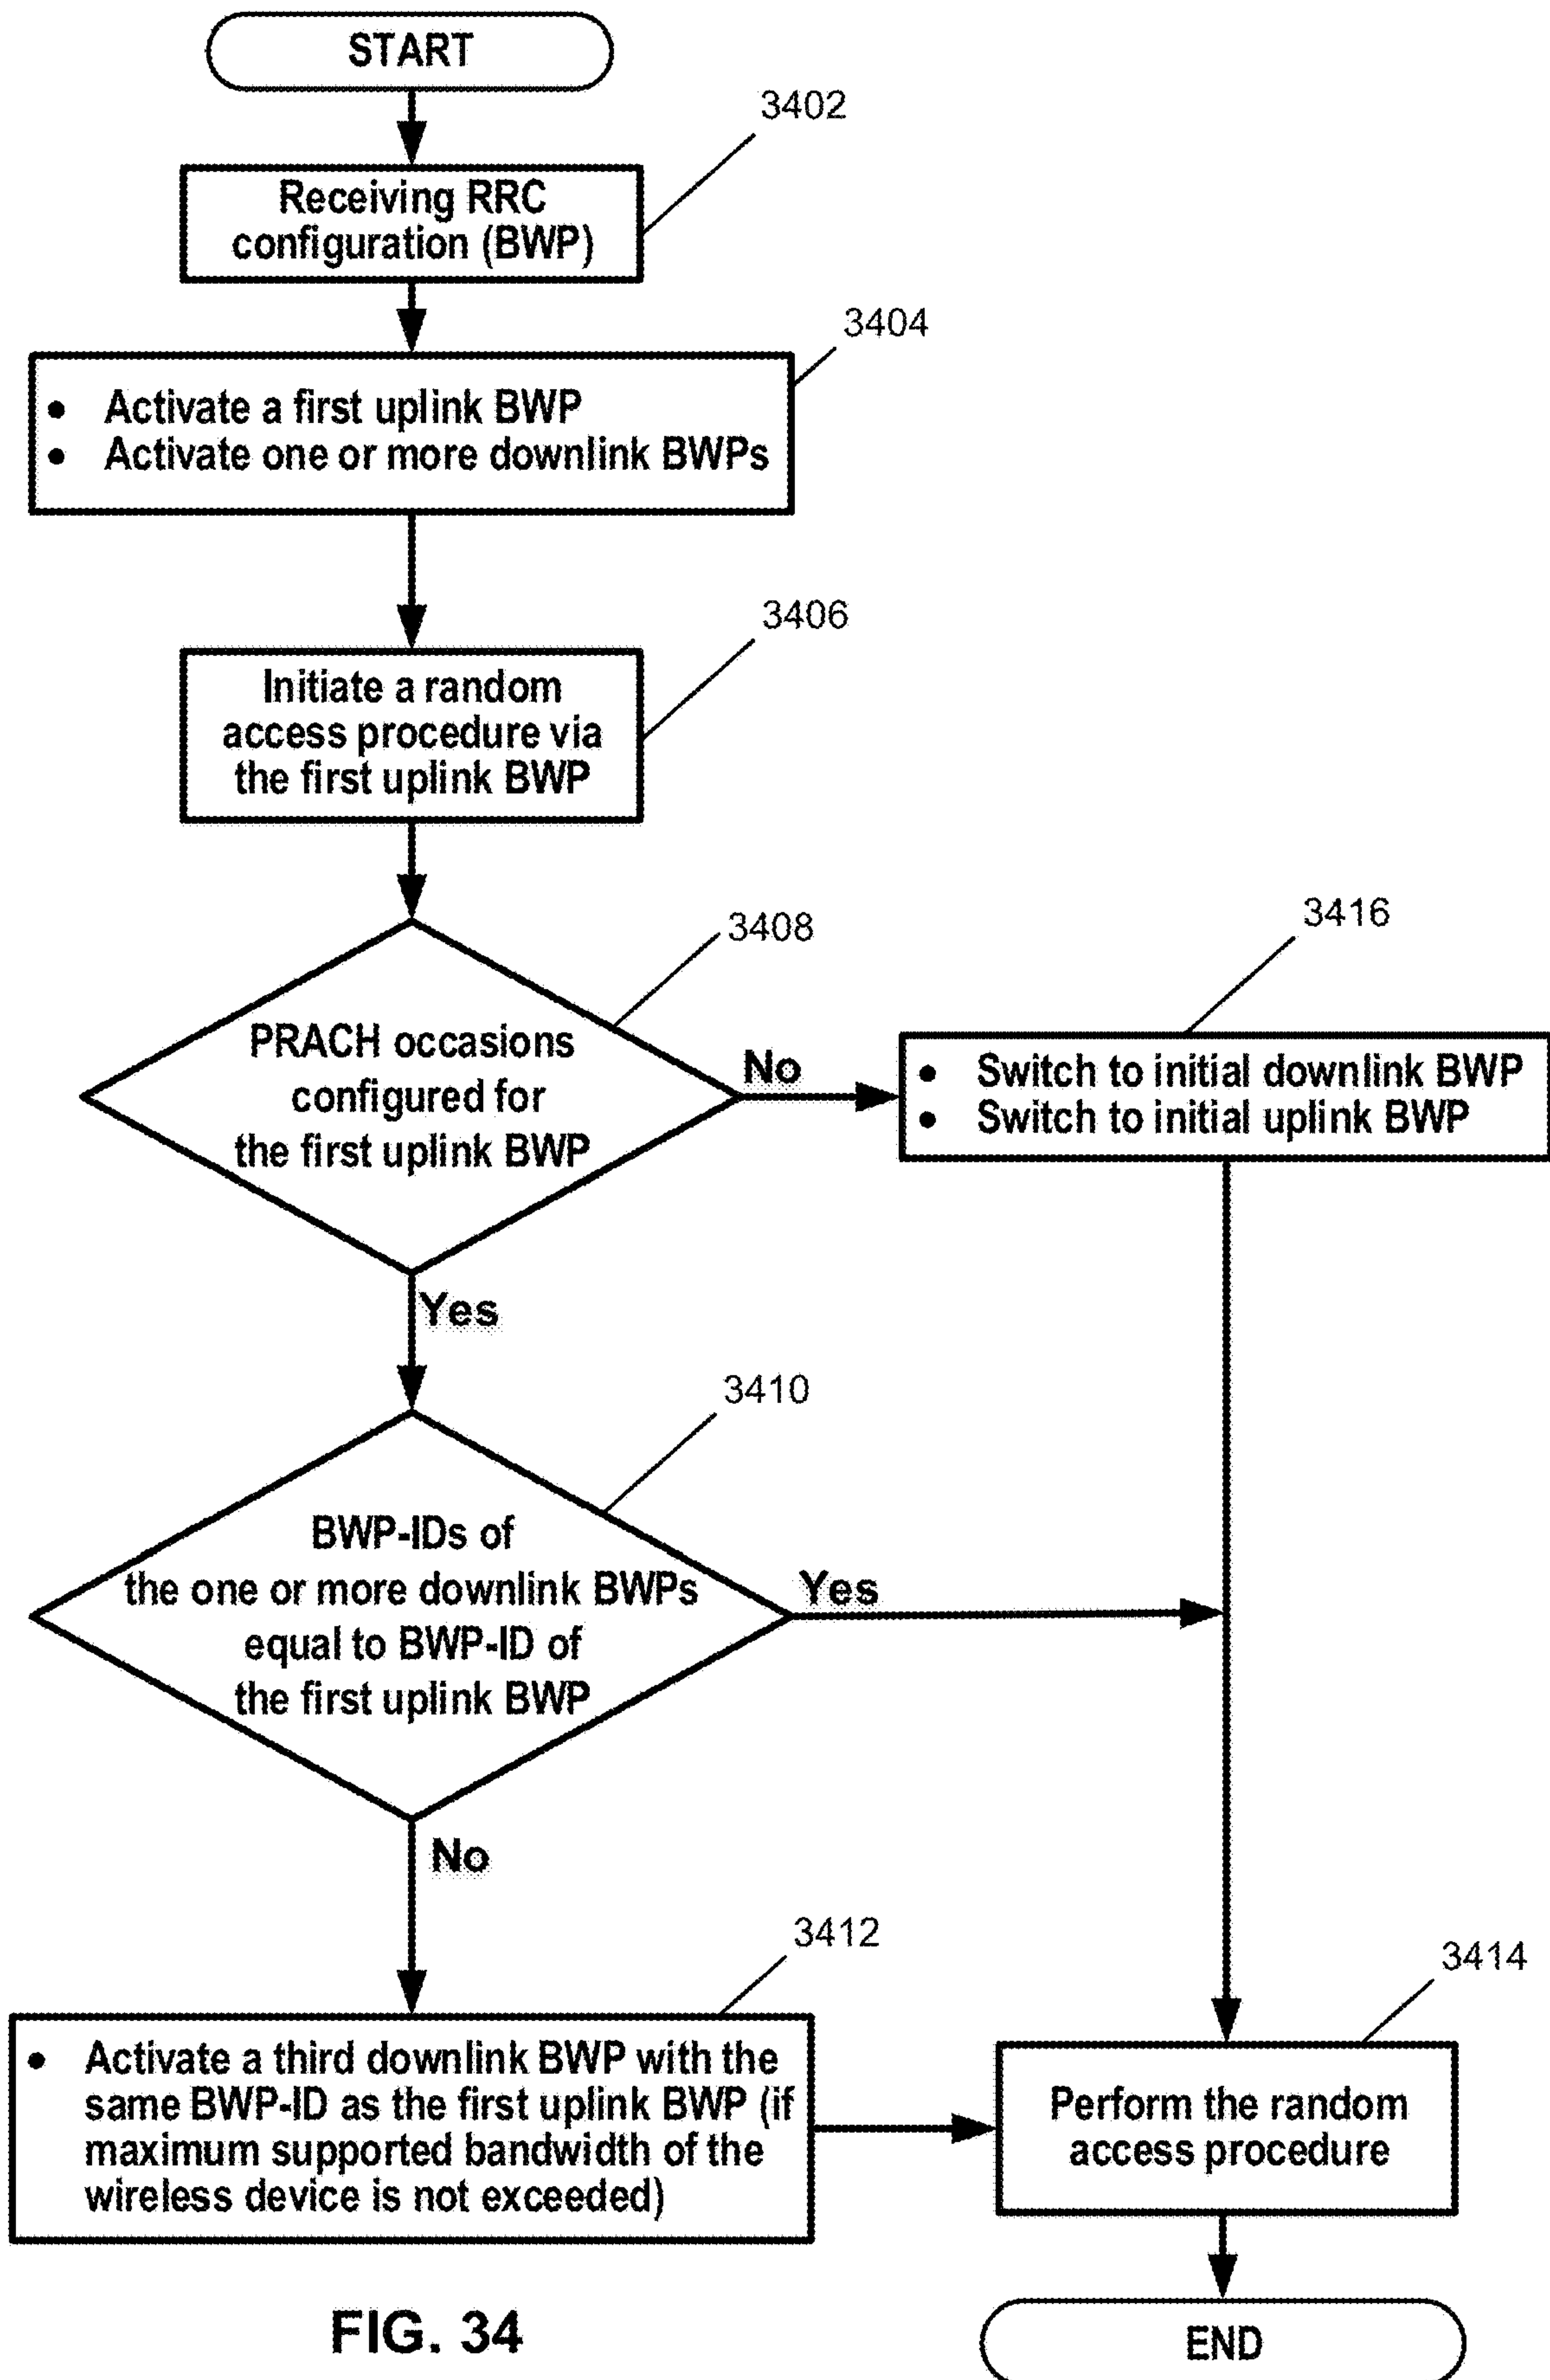 START
3402
Receiving RRC
configuration (BWP)
3404
• Activate a first uplink BWP
• Activate one or more downlink BWPs
3406
Initiate a random
access procedure via
the first uplink BWP
3408
PRACH occasions
configured for
the first uplink BWP
No
3416
• Switch to initial downlink BWP
• Switch to initial uplink BWP
Yes
3410
BWP-IDs of
the one or more downlink BWPs
equal to BWP-ID of
the first uplink BWP
Yes
No
3412
• Activate a third downlink BWP with the
same BWP-ID as the first uplink BWP (if
maximum supported bandwidth of the
wireless device is not exceeded)
3414
Perform the random
access procedure
END
FIG. 34